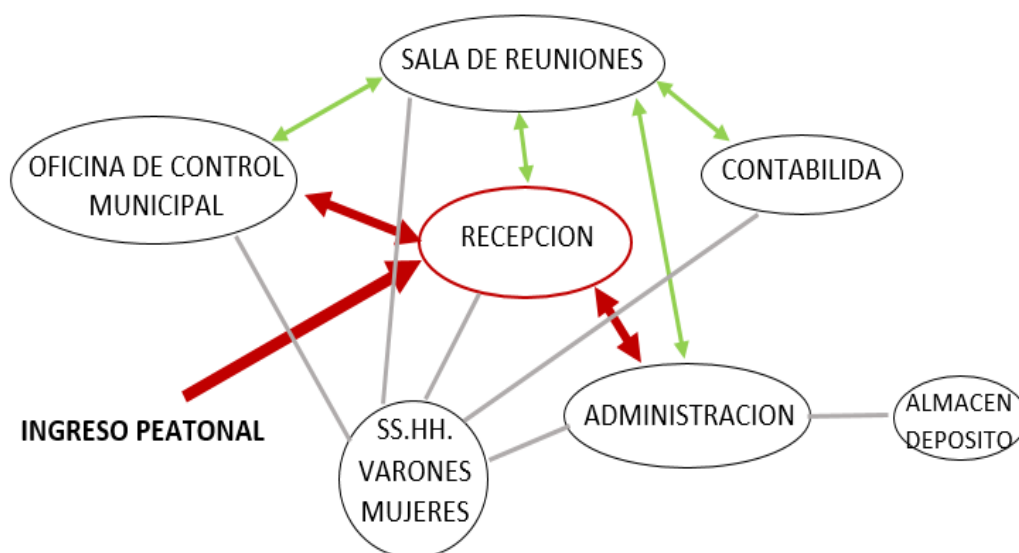 SALA DE REUNIONES
OFICINA DE CONTROL
MUNICIPAL
CONTABILIDA
RECEPCION
INGRESO PEATONAL
SS.HH.
VARONES
MUJERES
ADMINISTRACION
ALMACEN
DEPOSITO